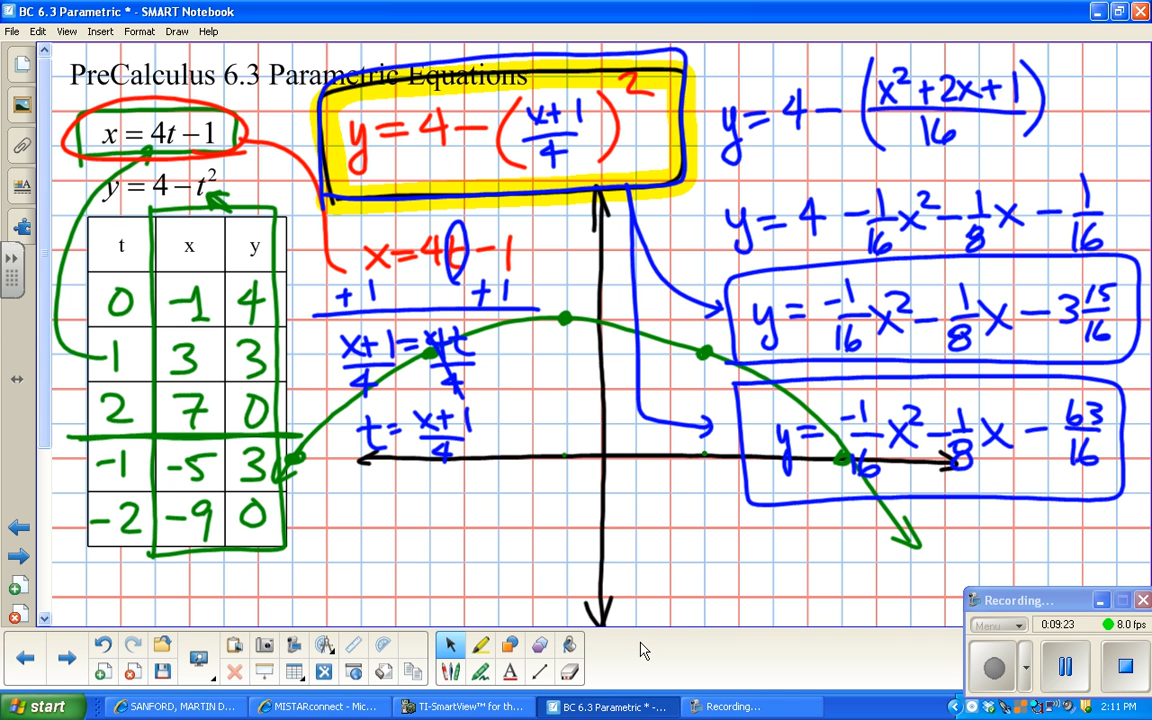 BC 6.3 Parametric * - SMART Notebook
File Edit View Insert Format Draw Help
PreCalculus 6.3 Parametric Equations
x = 4t − 1
y = 4 − t²
t x y
0 -1 4
1 3 3
2 7 0
-1 -5 3
-2 -9 0
y = 4 − (x+1/4)²
x = 4t − 1
+1 +1
x+1/4 = 4t/4
t = x+1/4
y = 4 − (x² + 2x + 1/16)
y = 4 − 1/16 x² − 1/8 x − 1/16
y = -1/16 x² − 1/8 x − 3 15/16
y = -1/16 x² − 1/8 x − 63/16
Recording...
Menu 0:09:23 8.0 fps
start SANFORD, MARTIN D... MISTARconnect - Mic... TI-SmartView™ for th... BC 6.3 Parametric * -... Recording... 2:11 PM